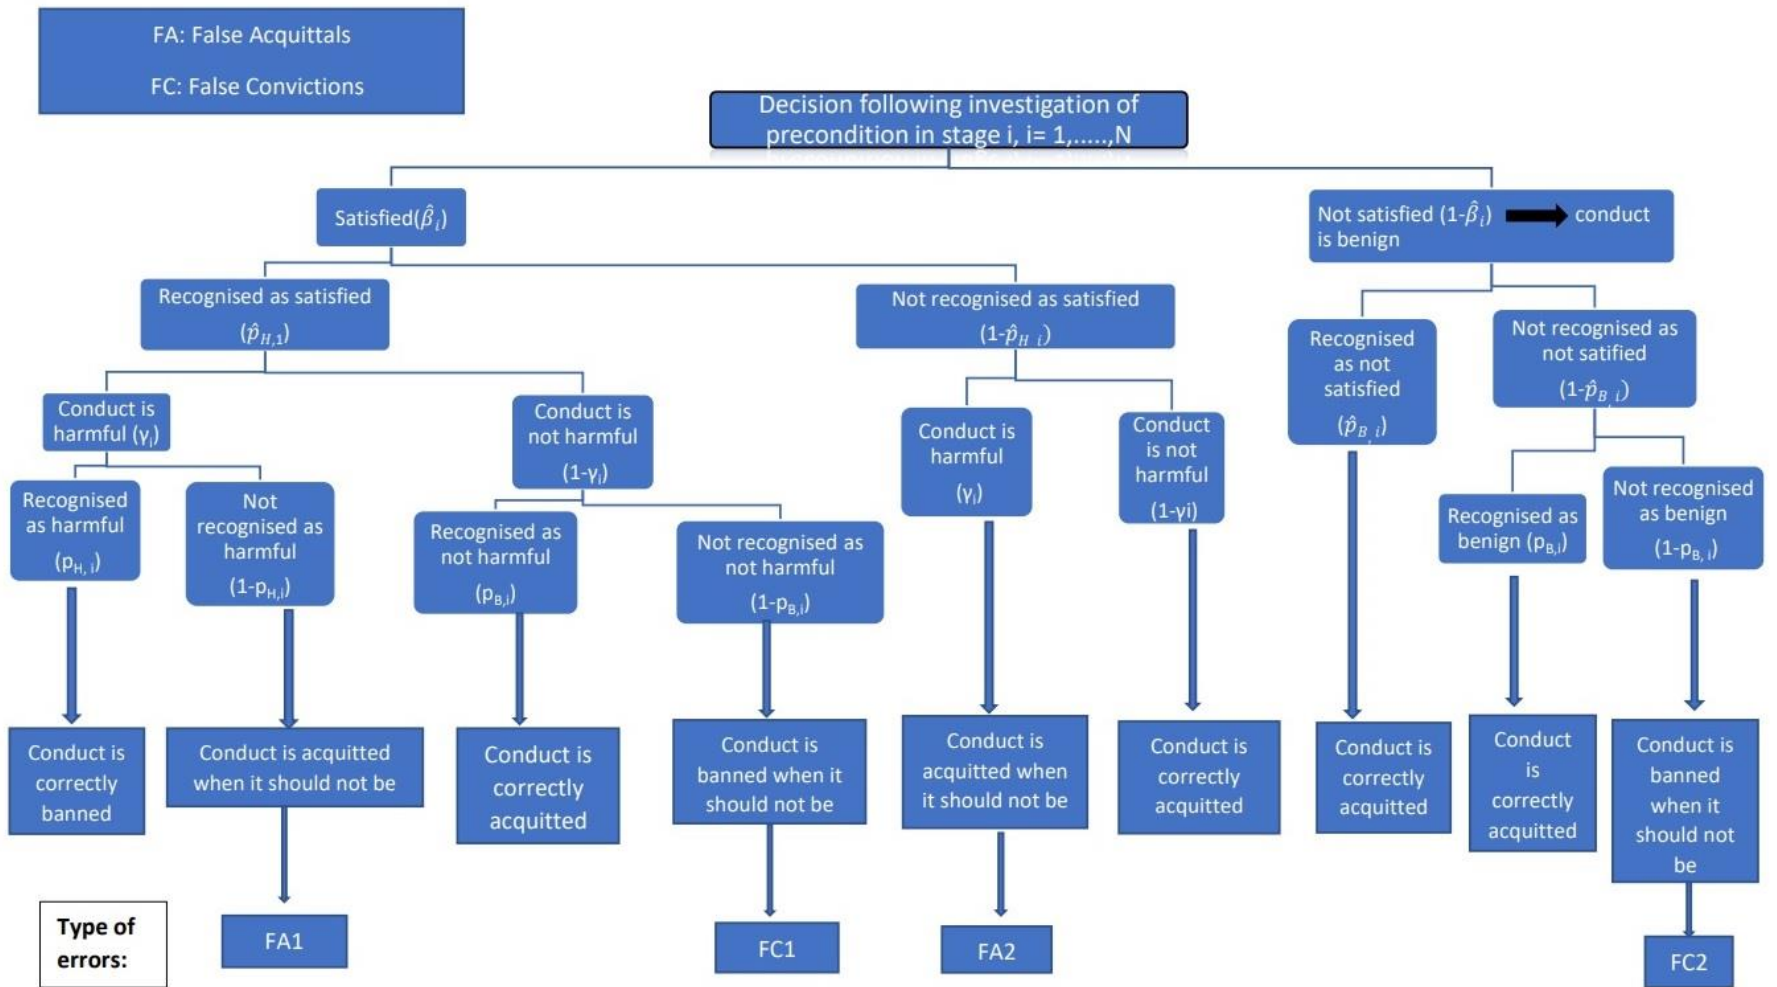 FA: False Acquittals
FC: False Convictions
Decision following investigation of
precondition in stage i, i= 1,.....,N
Satisfied(β̂ᵢ)
Not satisfied (1-β̂ᵢ) → conduct
is benign
Recognised as satisfied
(p̂H,1)
Not recognised as satisfied
(1-p̂H i)
Recognised
as not
satisfied
(p̂B, i)
Not recognised as
not satified
(1-p̂B, i)
Conduct is
harmful (γᵢ)
Conduct is
not harmful
(1-γᵢ)
Conduct is
harmful
(γᵢ)
Conduct
is not
harmful
(1-γi)
Recognised
as harmful
(pH, i)
Not
recognised as
harmful
(1-pH,i)
Recognised as
not harmful
(pB,i)
Not recognised as
not harmful
(1-pB,i)
Recognised as
benign (pB,i)
Not recognised
as benign
(1-pB, i)
Conduct is
correctly
banned
Conduct is acquitted
when it should not be
Conduct is
correctly
acquitted
Conduct is
banned when it
should not be
Conduct is
acquitted when
it should not be
Conduct is
correctly
acquitted
Conduct is
correctly
acquitted
Conduct
is
correctly
acquitted
Conduct is
banned
when it
should not
be
Type of
errors:
FA1
FC1
FA2
FC2